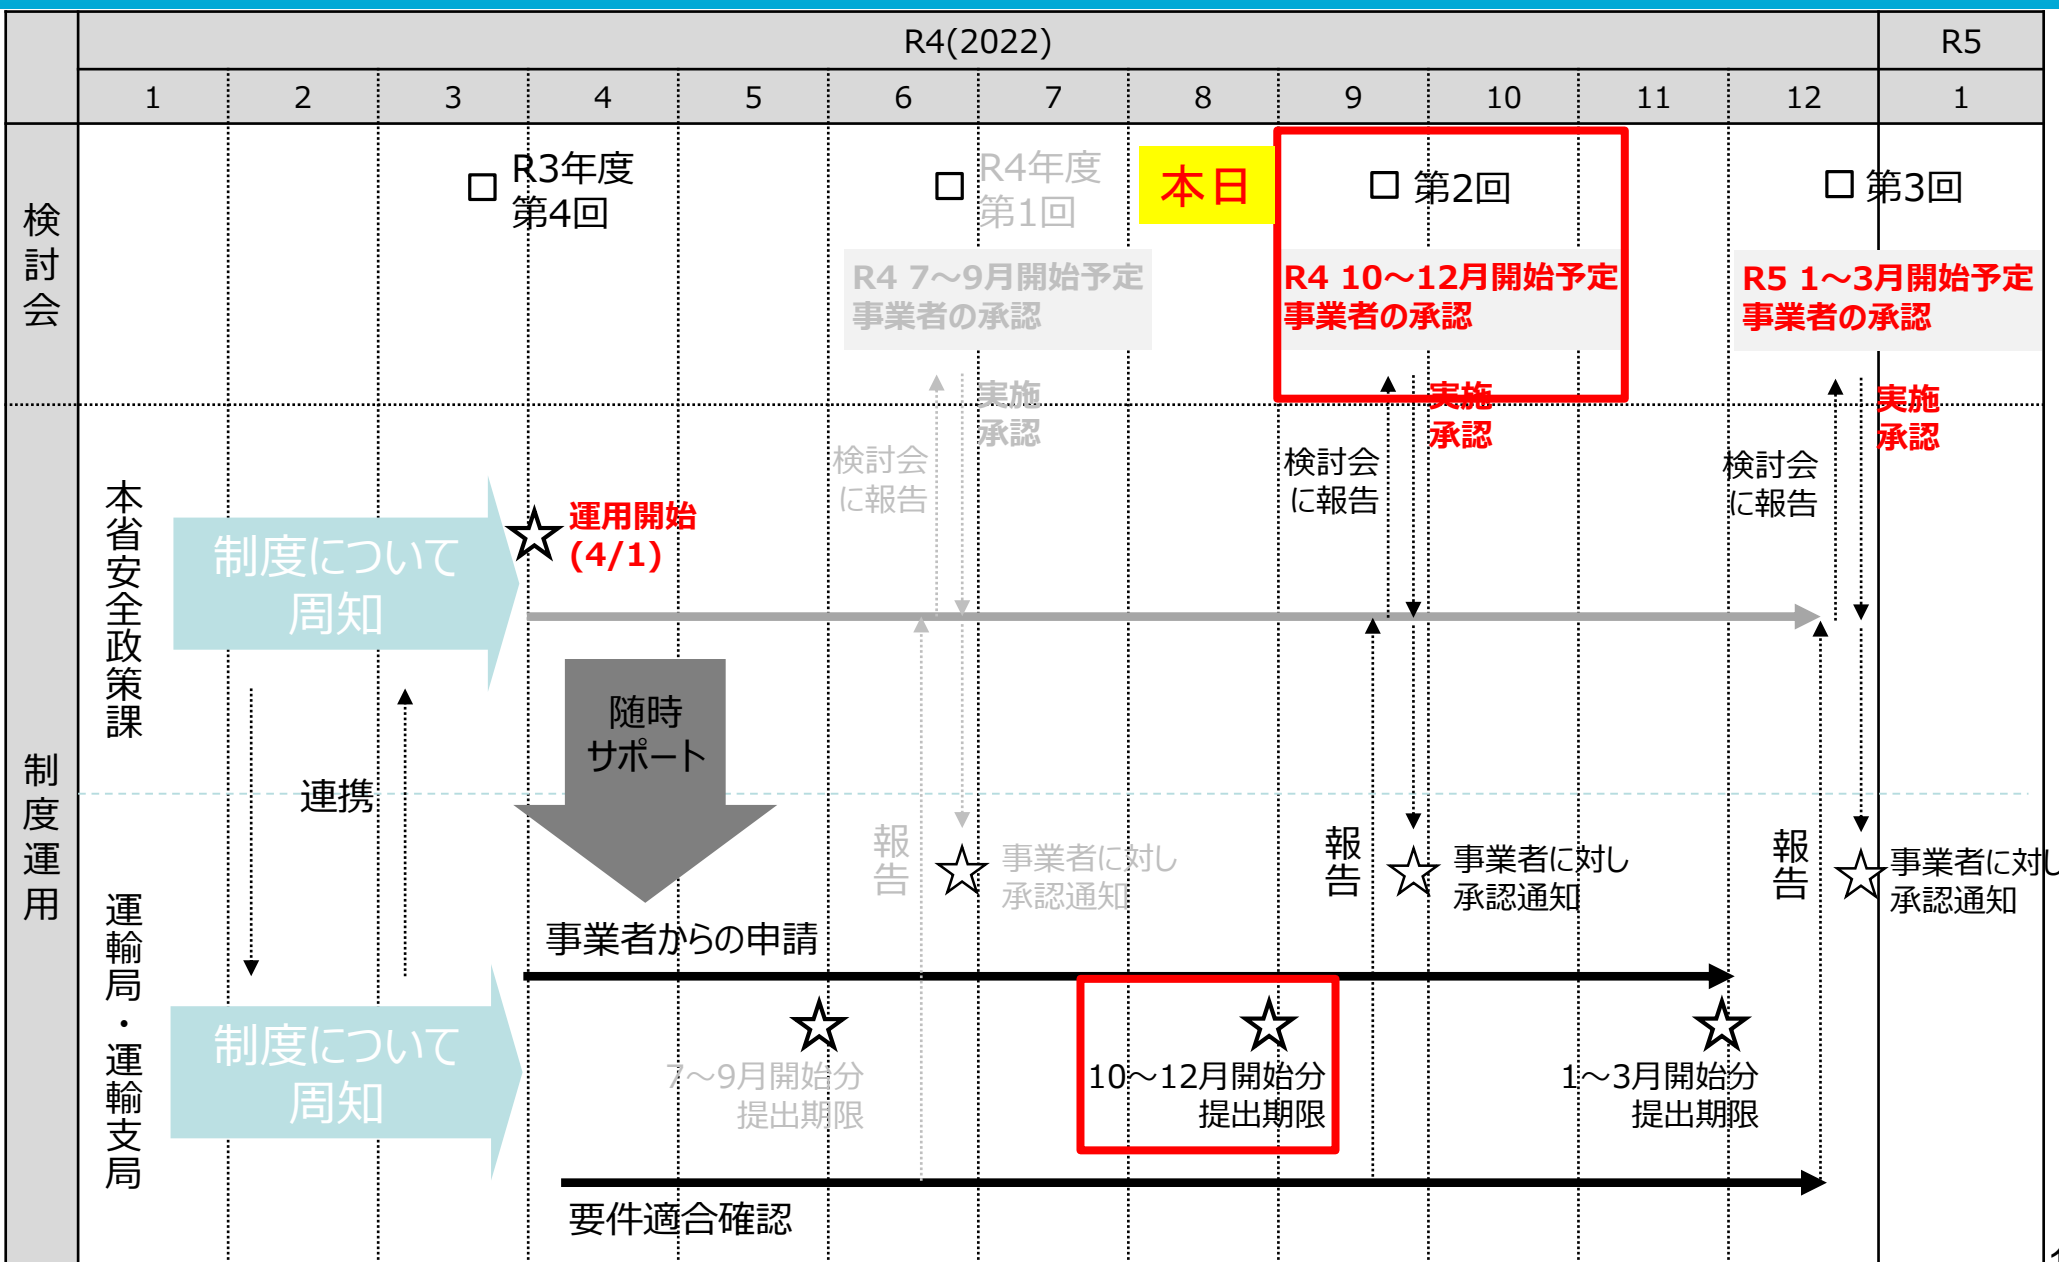 R4(2022)
R5
1
2
3
4
5
6
7
8
9
10
11
12
1
検討会
R3年度
第4回
R4年度
第1回
本日
第2回
第3回
R4 7～9月開始予定
事業者の承認
R4 10～12月開始予定
事業者の承認
R5 1～3月開始予定
事業者の承認
実施
承認
実施
承認
実施
承認
検討会
に報告
検討会
に報告
検討会
に報告
制度運用
本省安全政策課
制度について
周知
運用開始
(4/1)
随時
サポート
連携
報告
事業者に対し
承認通知
報告
事業者に対し
承認通知
報告
事業者に対し
承認通知
運輸局・運輸支局
制度について
周知
事業者からの申請
7～9月開始分
提出期限
10～12月開始分
提出期限
1～3月開始分
提出期限
要件適合確認